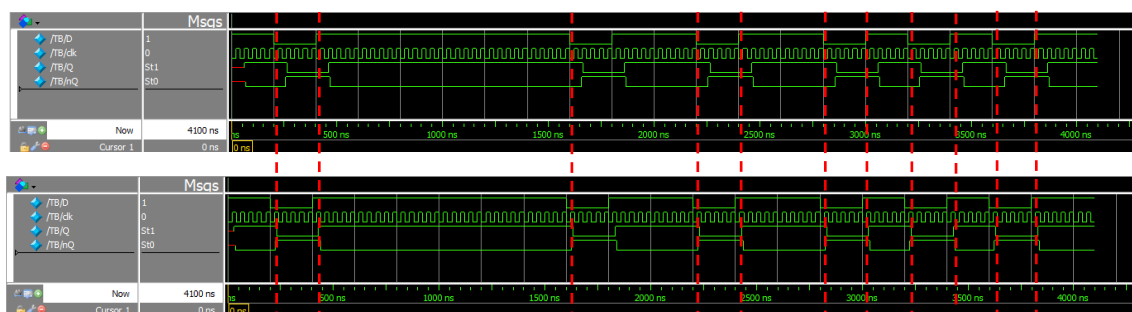 Msgs
/TB/D 1
/TB/clk 0
/TB/Q St1
/TB/nQ St0
Now 4100 ns ns 500 ns 1000 ns 1500 ns 2000 ns 2500 ns 3000 ns 3500 ns 4000 ns
Cursor 1 0 ns 0 ns
Msgs
/TB/D 1
/TB/clk 0
/TB/Q St1
/TB/nQ St0
Now 4100 ns ns 500 ns 1000 ns 1500 ns 2000 ns 2500 ns 3000 ns 3500 ns 4000 ns
Cursor 1 0 ns 0 ns